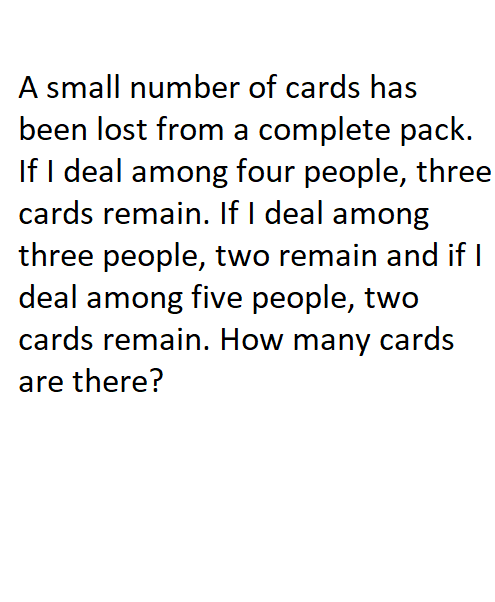 A small number of cards has
been lost from a complete pack.
If I deal among four people, three
cards remain. If I deal among
three people, two remain and if I
deal among five people, two
cards remain. How many cards
are there?